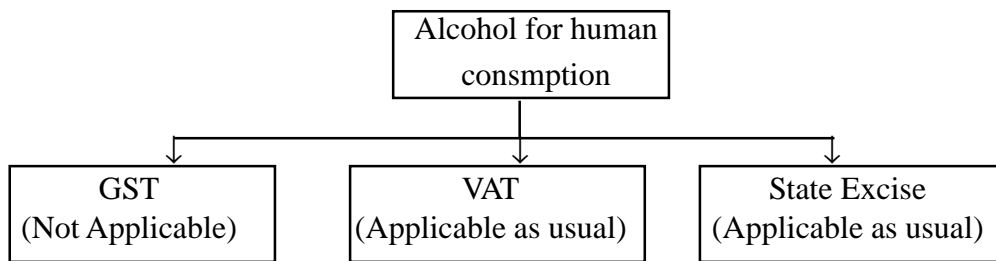 Alcohol for human
consmption
GST
(Not Applicable)
VAT
(Applicable as usual)
State Excise
(Applicable as usual)